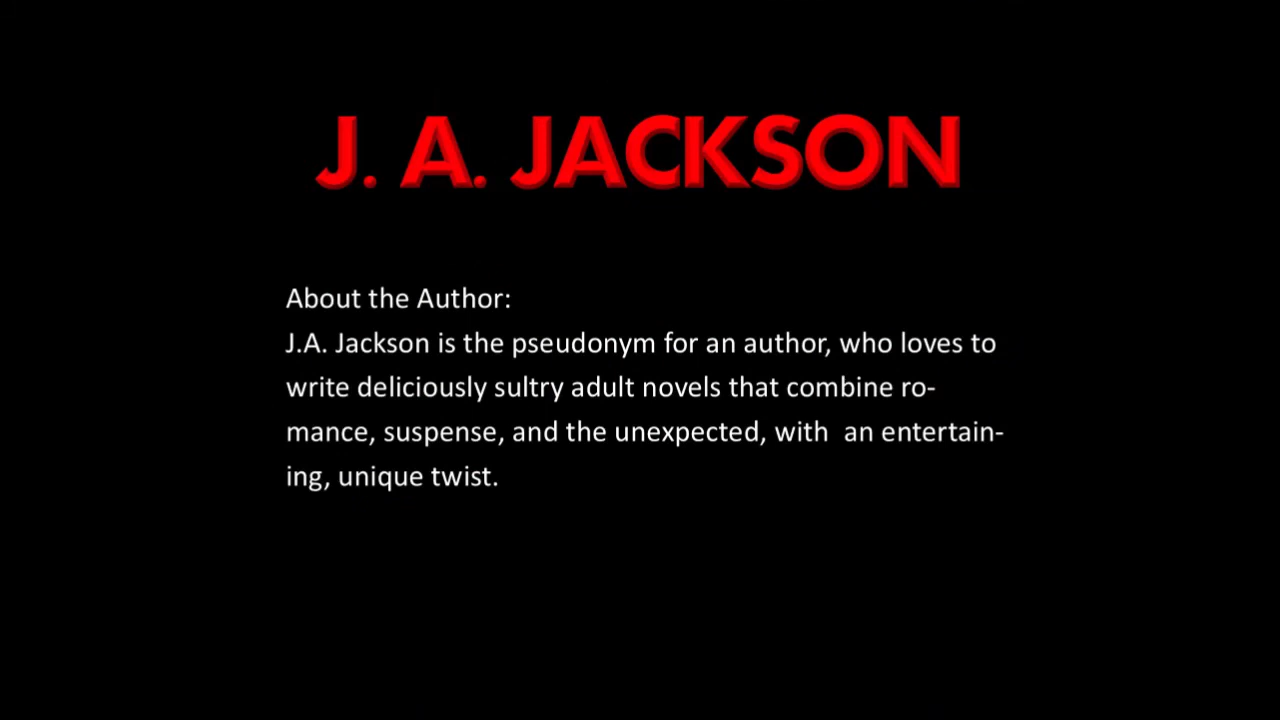 J. A. JACKSON
About the Author:
J.A. Jackson is the pseudonym for an author, who loves to
write deliciously sultry adult novels that combine ro-
mance, suspense, and the unexpected, with  an entertain-
ing, unique twist.